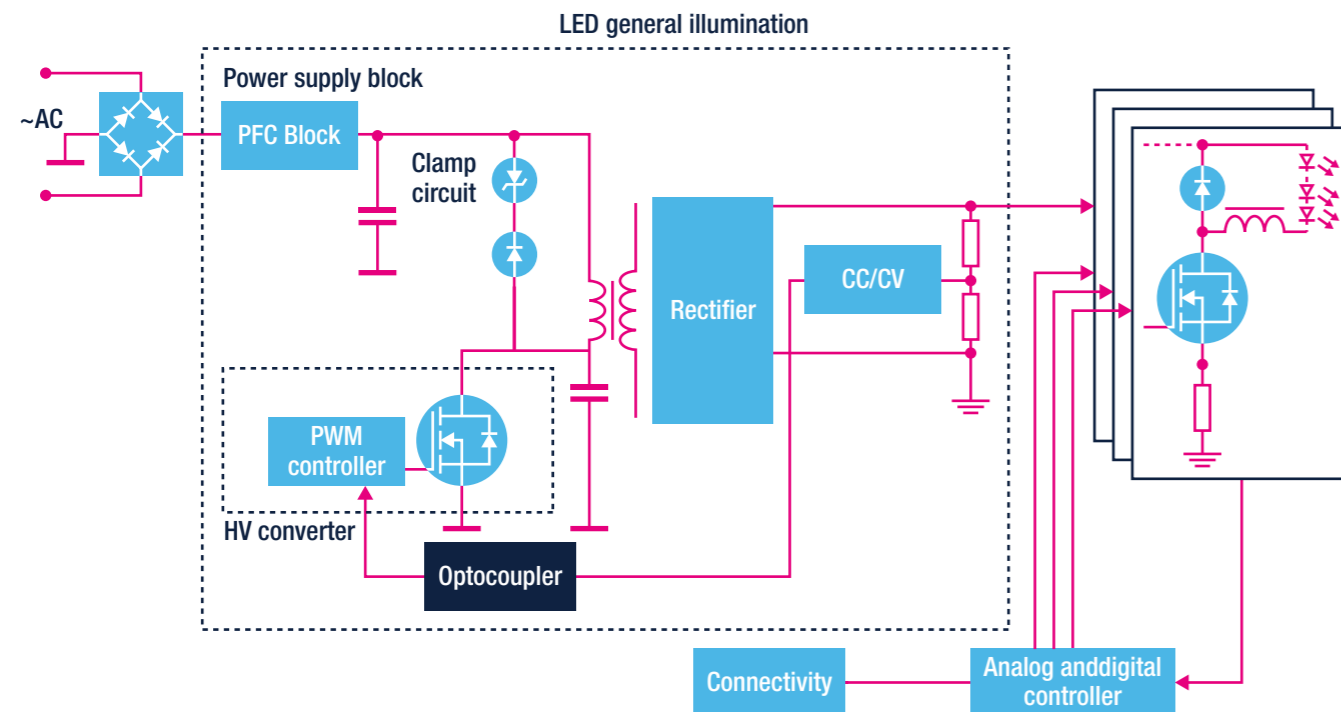 LED general illumination
Power supply block
~AC
PFC Block
Clamp
circuit
Rectifier
CC/CV
PWM
controller
HV converter
Optocoupler
Connectivity
Analog anddigital
controller